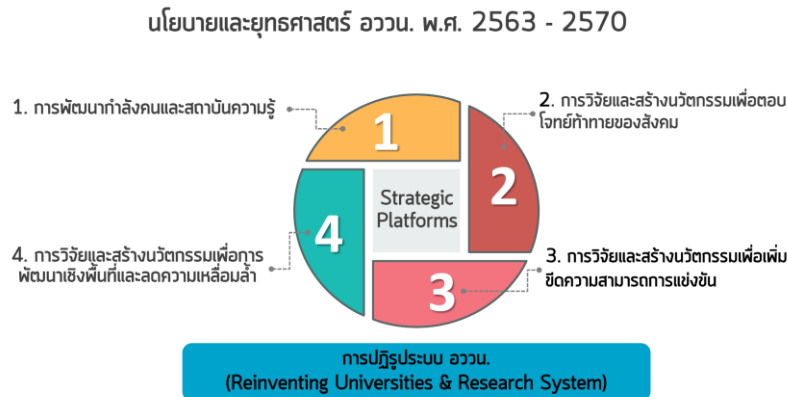 นโยบายและยุทธศาสตร์ อววน. พ.ศ. 2563 - 2570
1. การพัฒนากำลังคนและสถาบันความรู้
2. การวิจัยและสร้างนวัตกรรมเพื่อตอบ
โจทย์ท้าทายของสังคม
1
2
Strategic
Platforms
4
3
4. การวิจัยและสร้างนวัตกรรมเพื่อการ
พัฒนาเชิงพื้นที่และลดความเหลื่อมล้ำ
3. การวิจัยและสร้างนวัตกรรมเพื่อเพิ่ม
ขีดความสามารถการแข่งขัน
การปฏิรูประบบ อววน.
(Reinventing Universities & Research System)